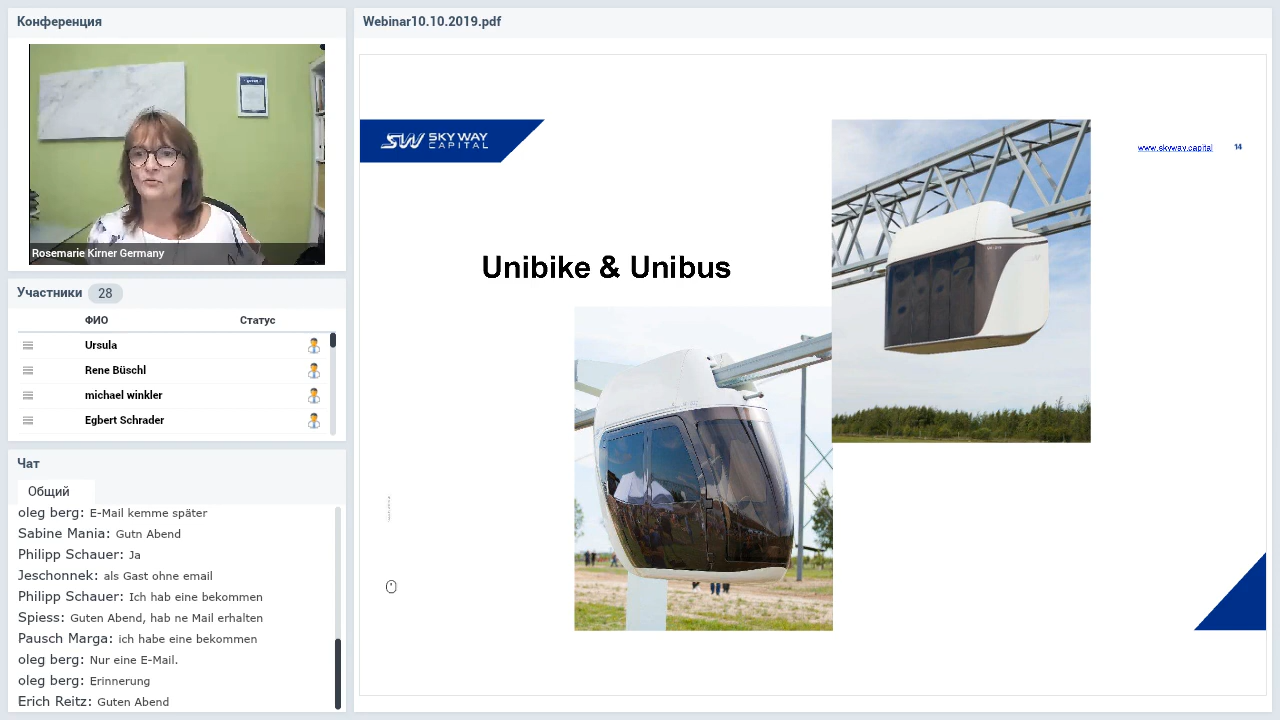 Конференция
Rosemarie Kirner Germany
Участники 28
ФИО Статус
Ursula
Rene Büschl
michael winkler
Egbert Schrader
Чат
Общий
oleg berg: E-Mail kemme später
Sabine Mania: Gutn Abend
Philipp Schauer: Ja
Jeschonnek: als Gast ohne email
Philipp Schauer: Ich hab eine bekommen
Spiess: Guten Abend, hab ne Mail erhalten
Pausch Marga: ich habe eine bekommen
oleg berg: Nur eine E-Mail.
oleg berg: Erinnerung
Erich Reitz: Guten Abend
Webinar10.10.2019.pdf
SW SKY WAY
CAPITAL
www.skyway.capital 14
Unibike & Unibus